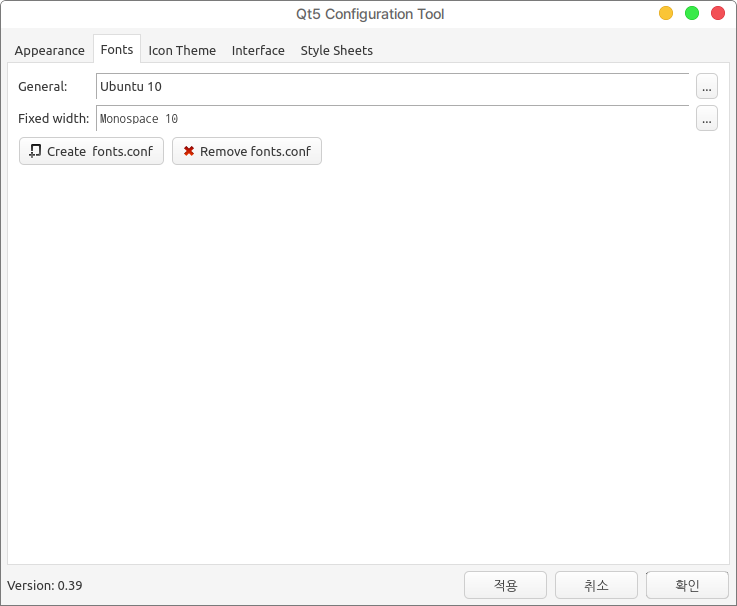 Qt5 Configuration Tool
Appearance Fonts Icon Theme Interface Style Sheets
General: Ubuntu 10 ...
Fixed width: Monospace 10 ...
Create fonts.conf Remove fonts.conf
Version: 0.39 적용 취소 확인